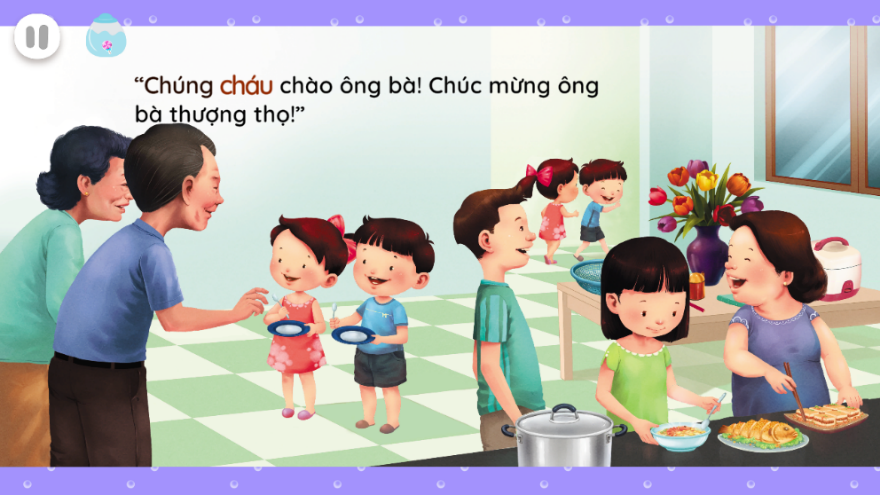 “Chúng cháu chào ông bà! Chúc mừng ông
bà thượng thọ!”